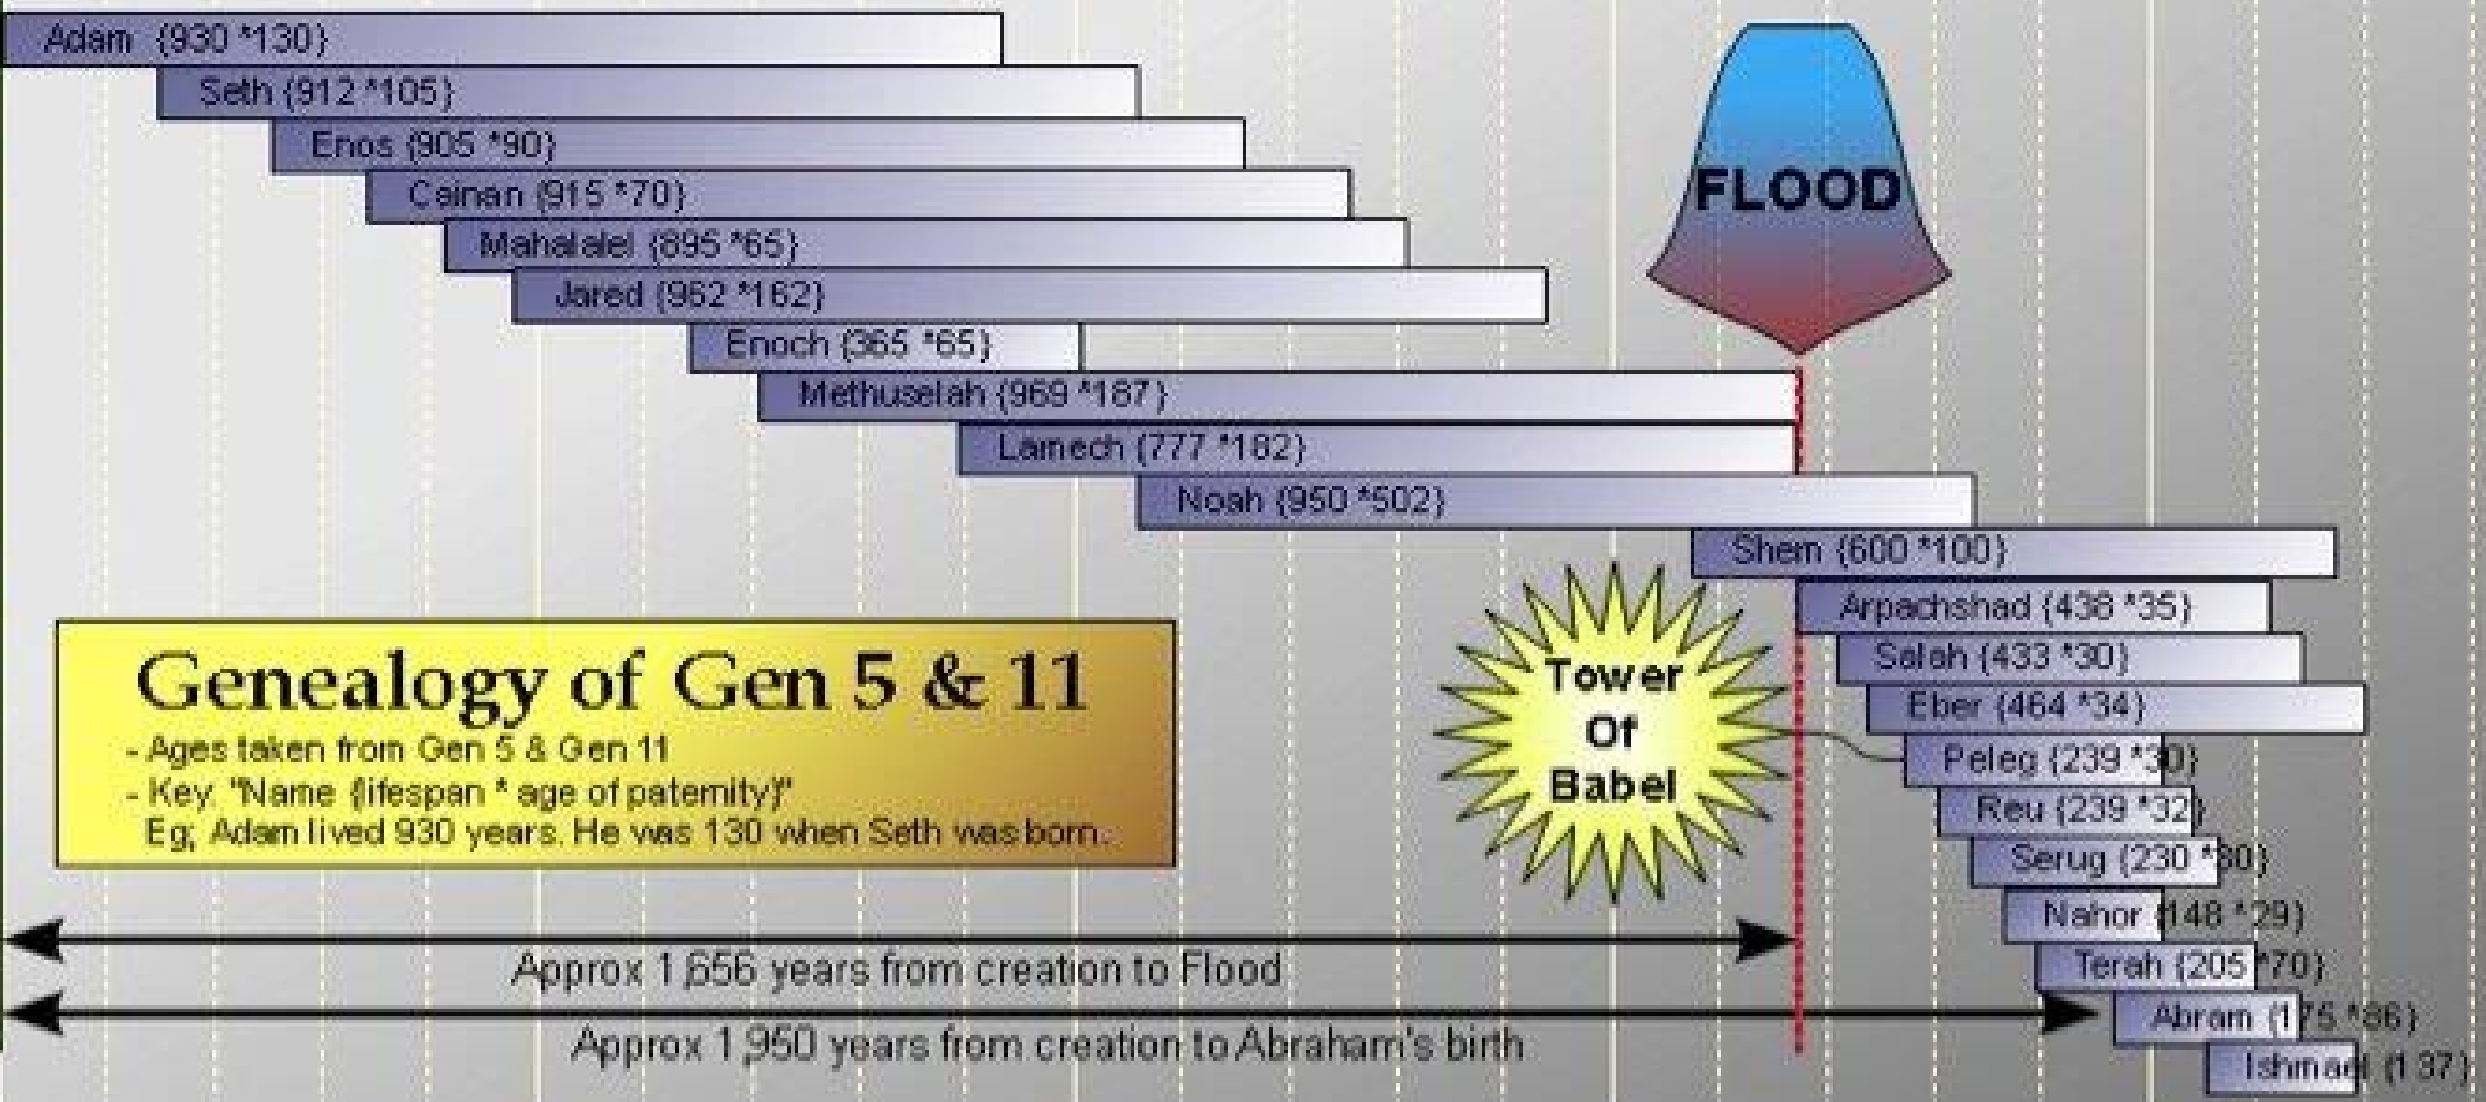 Adam {930 *130}
Seth {912 *105}
Enos {905 *90}
Cainan {915 *70}
Mahalalel {895 *65}
Jared {962 *162}
Enoch {365 *65}
Methuselah {969 *187}
Lamech {777 *182}
Noah {950 *502}
Shem {600 *100}
Arpachshad {438 *35}
Salah {433 *30}
Eber {464 *34}
Peleg {239 *30}
Reu {239 *32}
Serug {230 *30}
Nahor {148 *29}
Terah {205 *70}
Abram {175 *86}
Ishmael {137}
FLOOD
Tower
Of
Babel
Genealogy of Gen 5 & 11
- Ages taken from Gen 5 & Gen 11
- Key: "Name {lifespan * age of paternity}"
Eg; Adam lived 930 years. He was 130 when Seth was born.
Approx 1,656 years from creation to Flood
Approx 1,950 years from creation to Abraham's birth